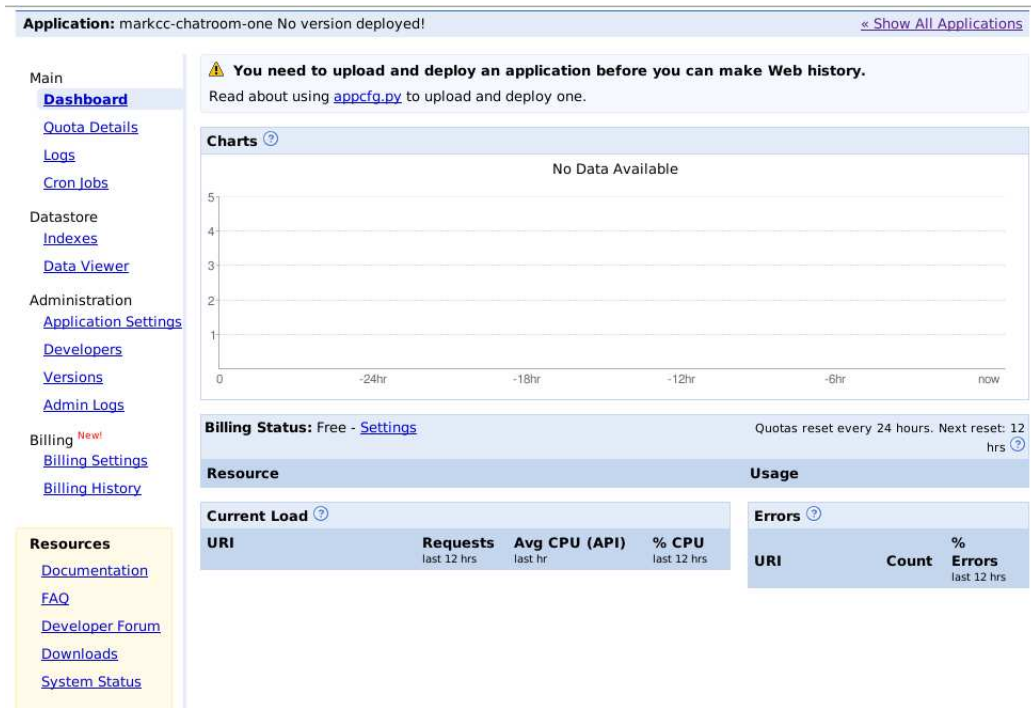 Application: markcc-chatroom-one No version deployed!
« Show All Applications
Main
Dashboard
Quota Details
Logs
Cron Jobs
Datastore
Indexes
Data Viewer
Administration
Application Settings
Developers
Versions
Admin Logs
Billing New!
Billing Settings
Billing History
Resources
Documentation
FAQ
Developer Forum
Downloads
System Status
You need to upload and deploy an application before you can make Web history.
Read about using appcfg.py to upload and deploy one.
Charts ?
No Data Available
5
4
3
2
1
0 -24hr -18hr -12hr -6hr now
Billing Status: Free - Settings
Quotas reset every 24 hours. Next reset: 12
hrs ?
Resource Usage
Current Load ?
URI Requests Avg CPU (API) % CPU
last 12 hrs last hr last 12 hrs
Errors ?
URI Count % Errors
last 12 hrs